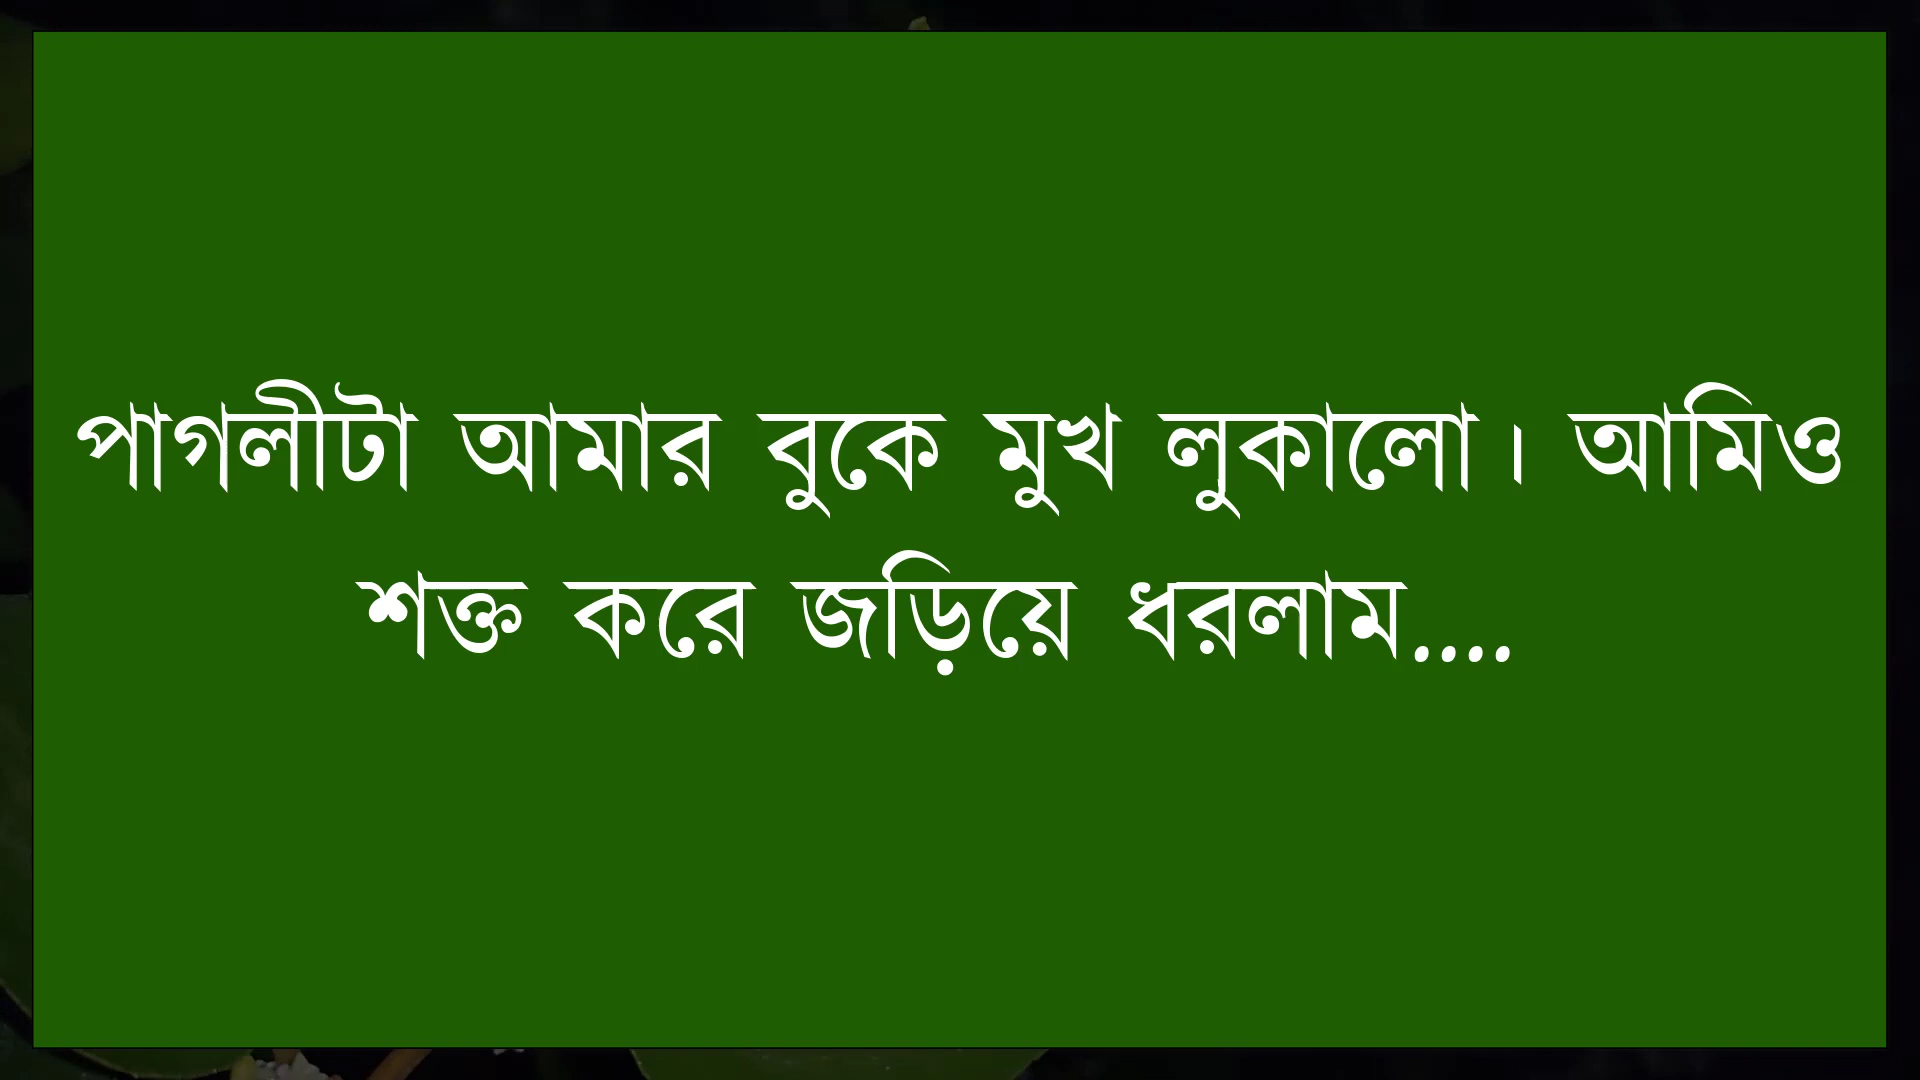 পাগলীটা আমার বুকে মুখ লুকালো। আমিও
শক্ত করে জড়িয়ে ধরলাম....